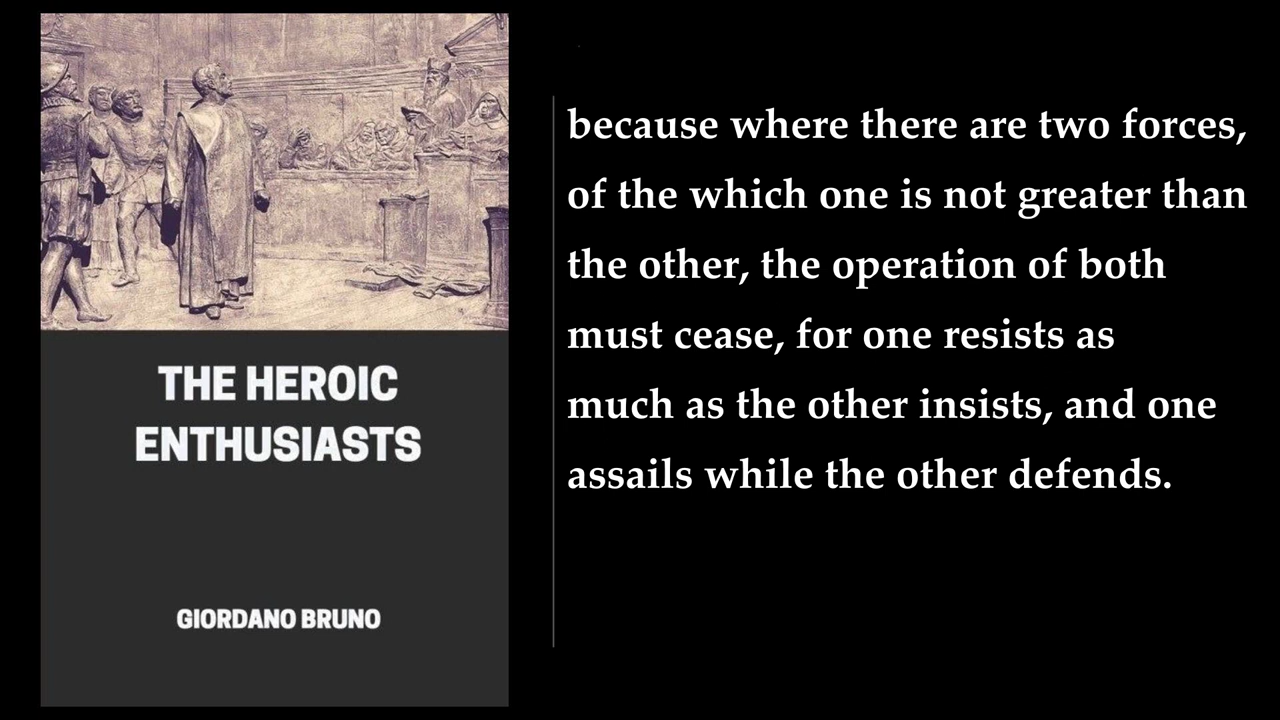 THE HEROIC
ENTHUSIASTS
GIORDANO BRUNO
because where there are two forces,
of the which one is not greater than
the other, the operation of both
must cease, for one resists as
much as the other insists, and one
assails while the other defends.